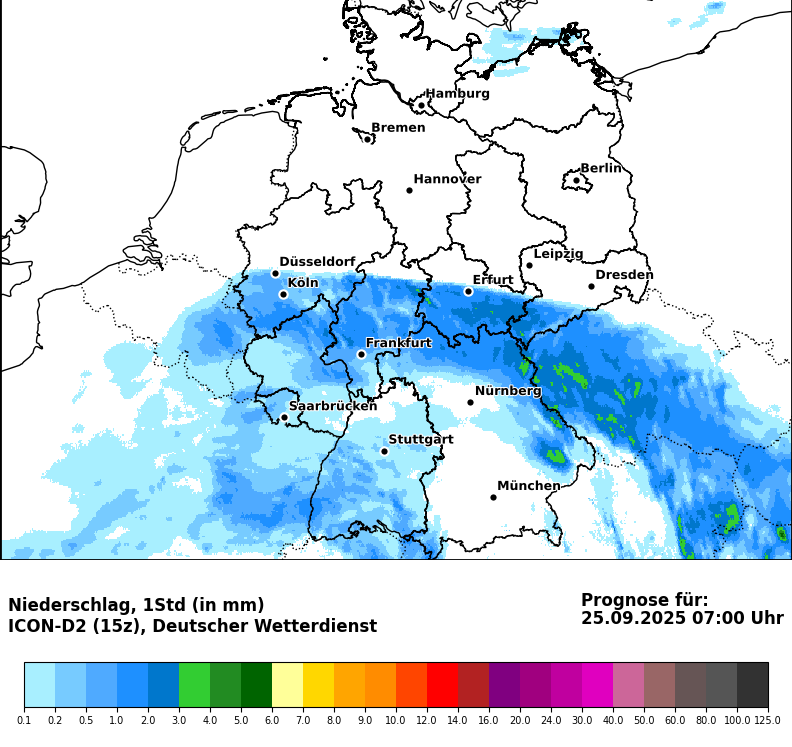 Hamburg
Bremen
Berlin
Hannover
Leipzig
Düsseldorf
Dresden
Köln
Erfurt
Frankfurt
Nürnberg
Saarbrücken
Stuttgart
München
Niederschlag, 1Std (in mm)
ICON-D2 (15z), Deutscher Wetterdienst
Prognose für:
25.09.2025 07:00 Uhr
0.1 0.2 0.5 1.0 2.0 3.0 4.0 5.0 6.0 7.0 8.0 9.0 10.0 12.0 14.0 16.0 20.0 24.0 30.0 40.0 50.0 60.0 80.0 100.0 125.0